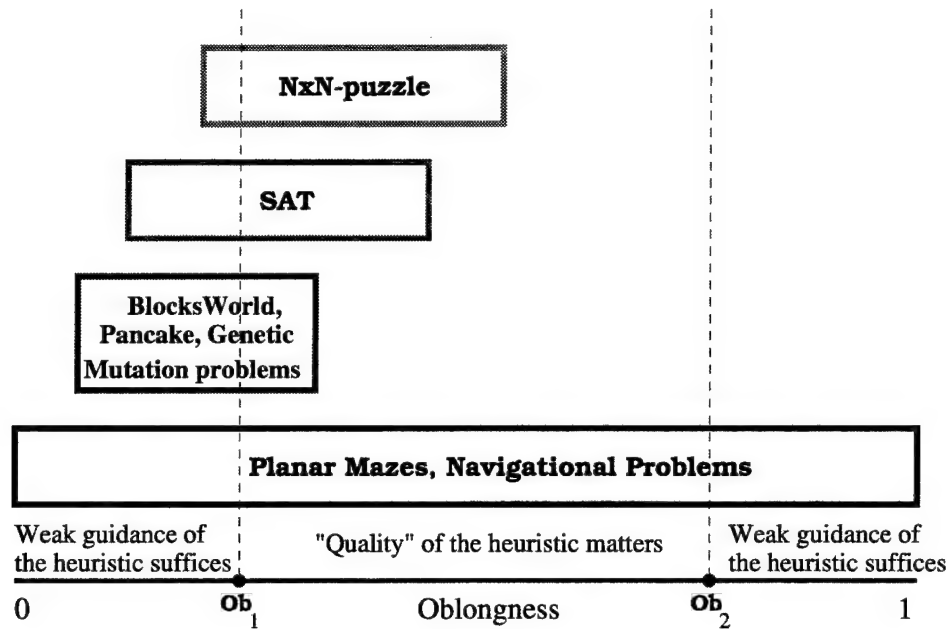 NxN-puzzle
SAT
BlocksWorld,
Pancake, Genetic
Mutation problems
Planar Mazes, Navigational Problems
Weak guidance of
the heuristic suffices
"Quality" of the heuristic matters
Weak guidance of
the heuristic suffices
0
Ob1
Oblongness
Ob2
1